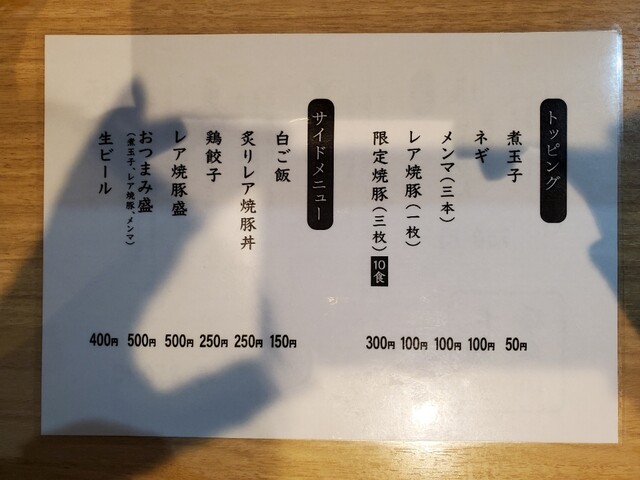 トッピング
煮玉子 50円
ネギ 100円
メンマ（三本） 100円
レア焼豚（一枚） 100円
限定焼豚（三枚）10食 300円
サイドメニュー
白ご飯 150円
炙りレア焼豚丼 250円
鶏餃子 250円
レア焼豚盛 500円
おつまみ盛 500円
（煮玉子、レア焼豚、メンマ）
生ビール 400円